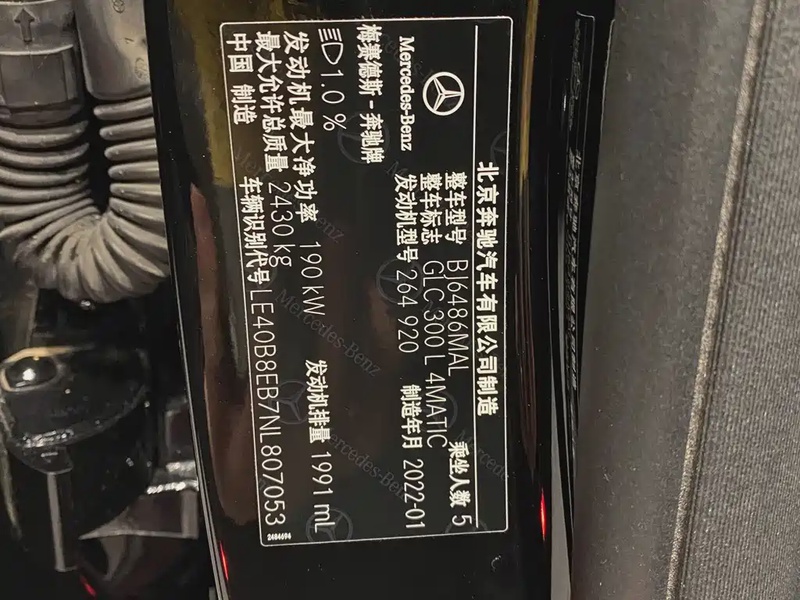 北京奔驰汽车有限公司制造
Mercedes-Benz
梅赛德斯-奔驰牌
整车型号 BJ6486MAL 乘坐人数 5
整车标志 GLC 300 L 4MATIC
发动机型号 264 920 制造年月 2022-01
1.0 %
发动机最大净功率 190 kW 发动机排量 1991 mL
最大允许总质量 2430 kg
中国 制造 车辆识别代号 LE40B8EB7NL807053
2484694